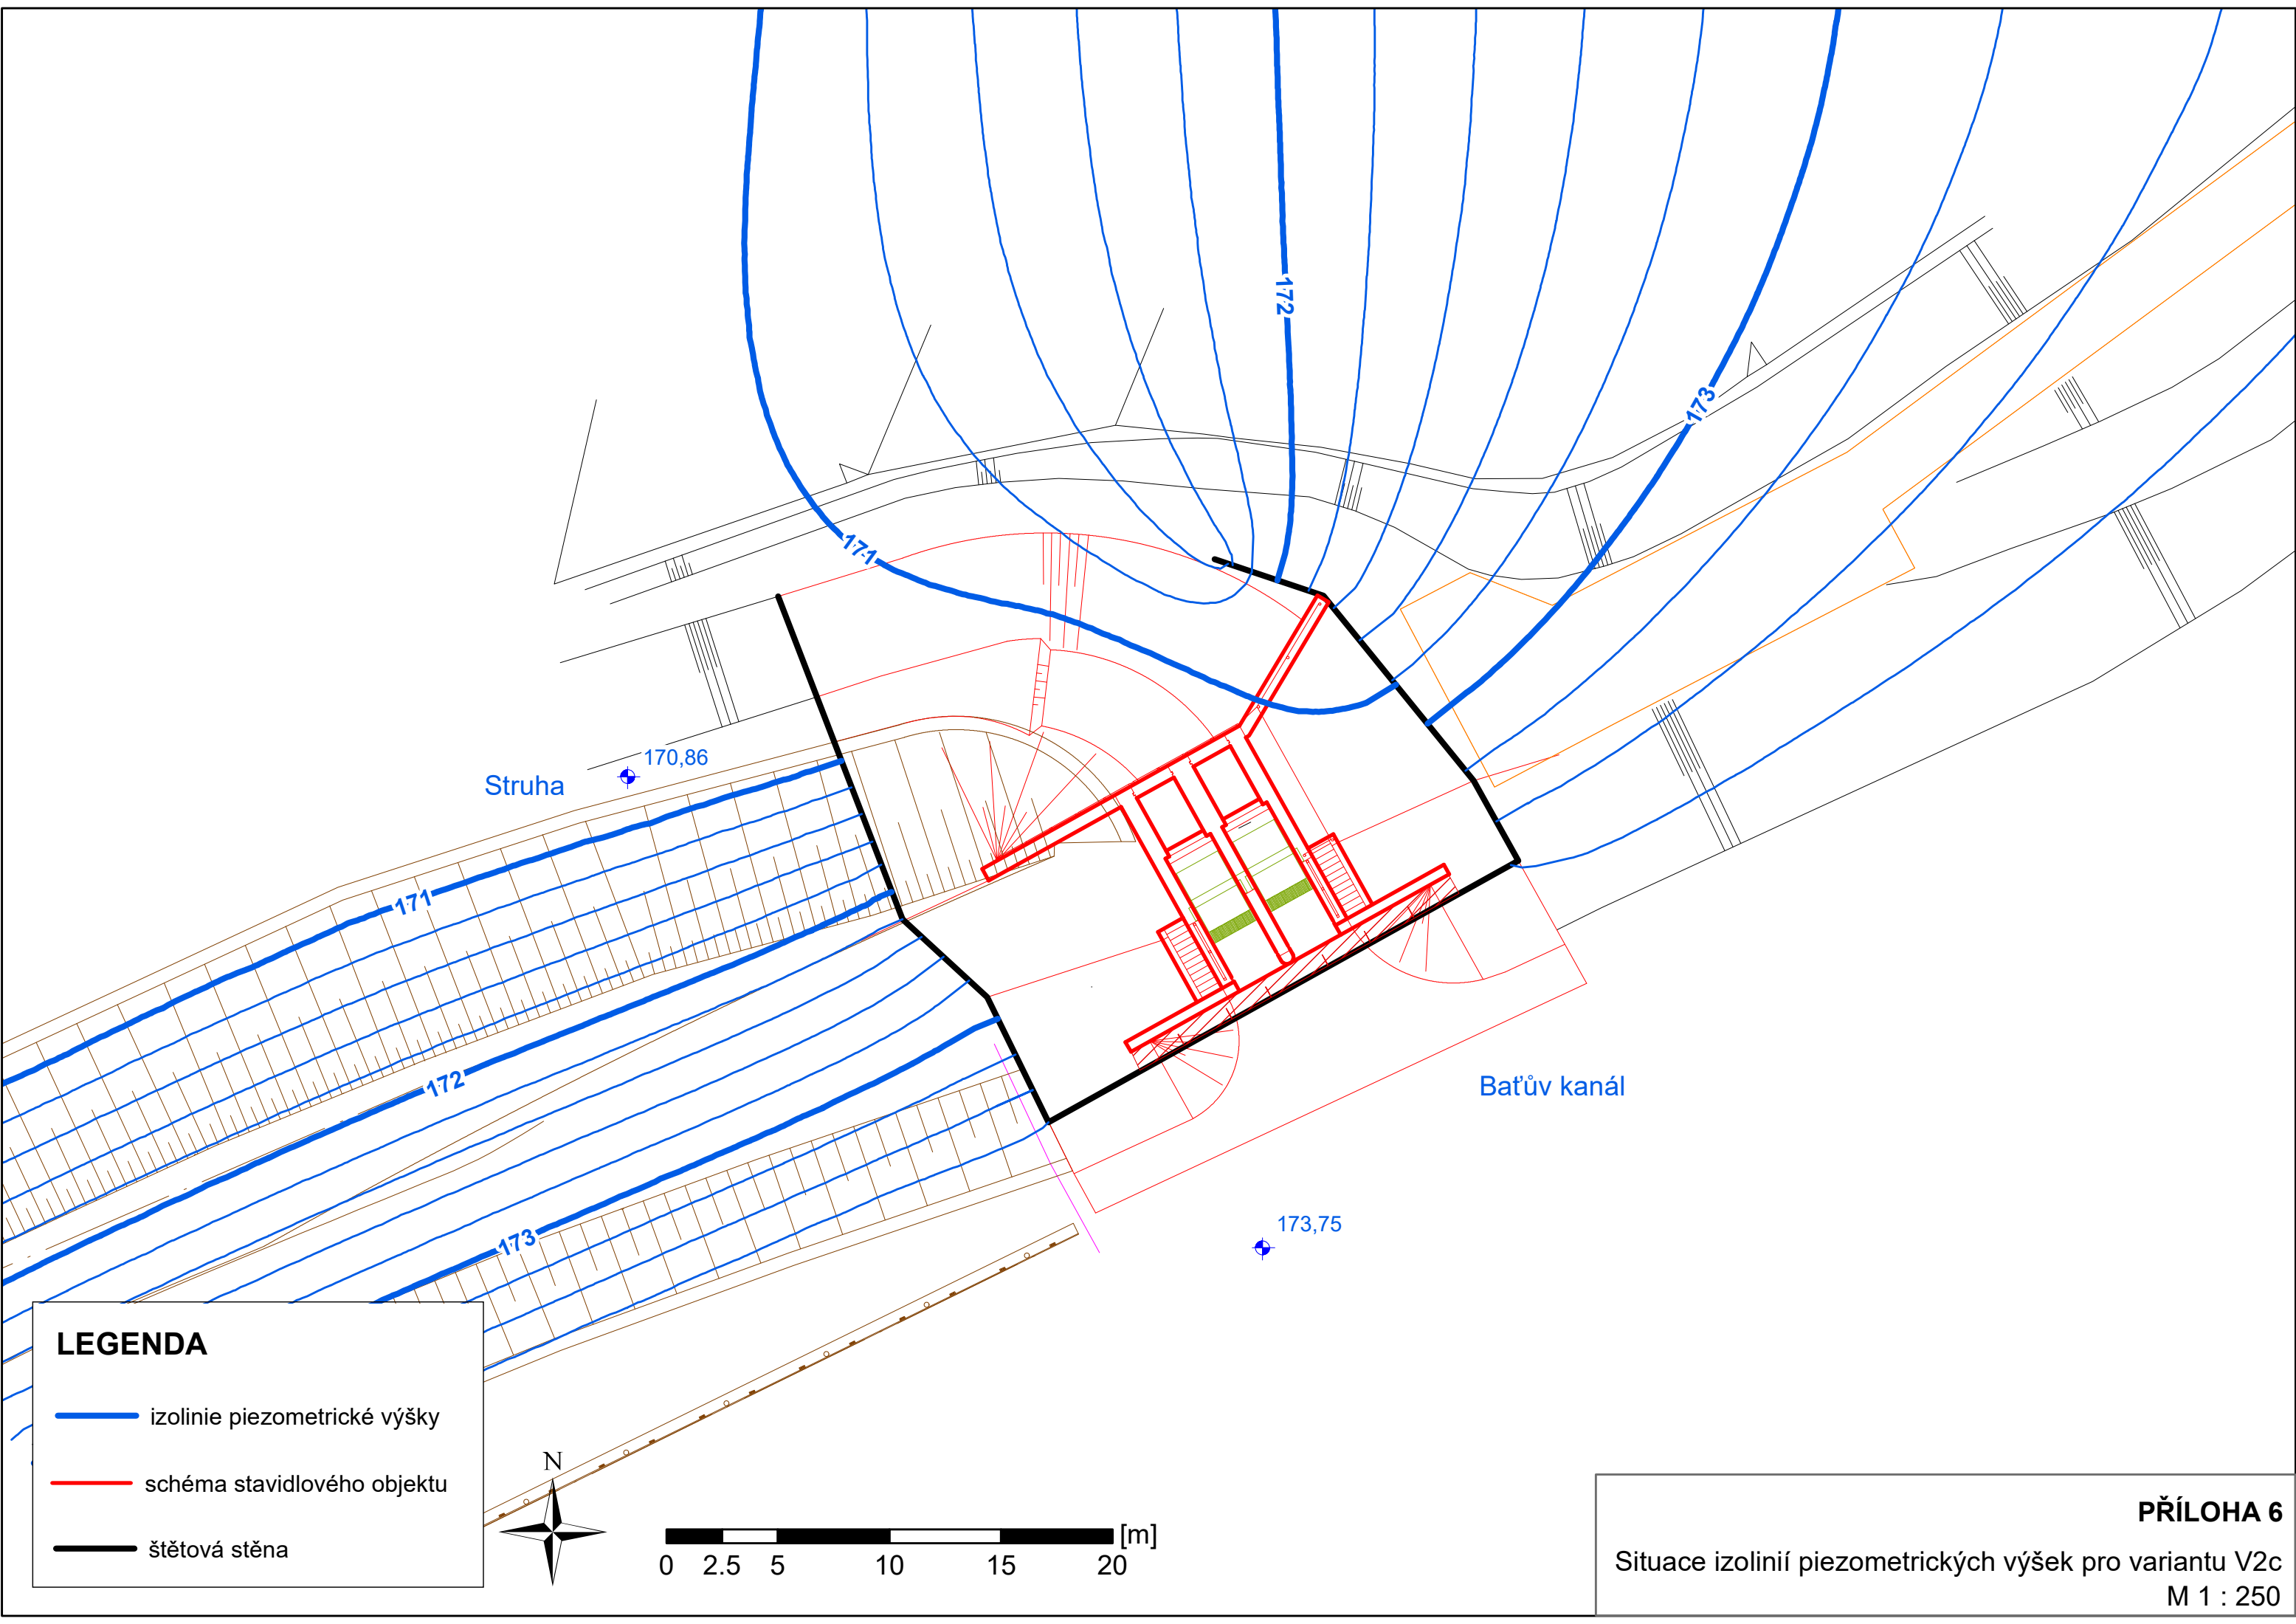 172
173
171
170,86
Struha
171
172
Baťův kanál
173
173,75
LEGENDA
izolinie piezometrické výšky
schéma stavidlového objektu
štětová stěna
N
[m]
0 2.5 5 10 15 20
PŘÍLOHA 6
Situace izolinií piezometrických výšek pro variantu V2c
M 1 : 250